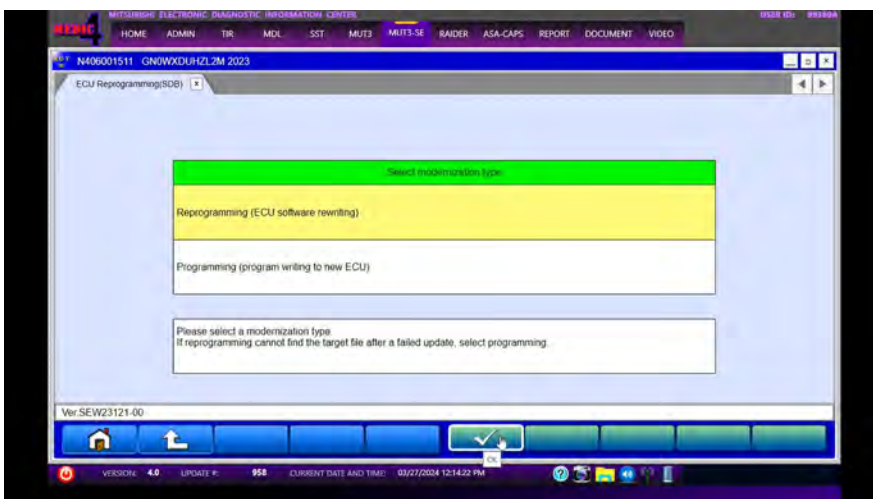 MITSUBISHI ELECTRONIC DIAGNOSTIC INFORMATION CENTER
USER ID: 99380A
MEDIC 4
HOME ADMIN TIR MDL SST MUT3 MUT3-SE RAIDER ASA-CAPS REPORT DOCUMENT VIDEO
N406001511 GN0WXDUHZL2M 2023
ECU Reprogramming(SDB) x
Select modernization type
Reprogramming (ECU software rewriting)
Programming (program writing to new ECU)
Please select a modernization type
If reprogramming cannot find the target file after a failed update, select programming.
Ver.SEW23121-00
OK
VERSION: 4.0 UPDATE #: 958 CURRENT DATE AND TIME: 03/27/2024 12:14:22 PM